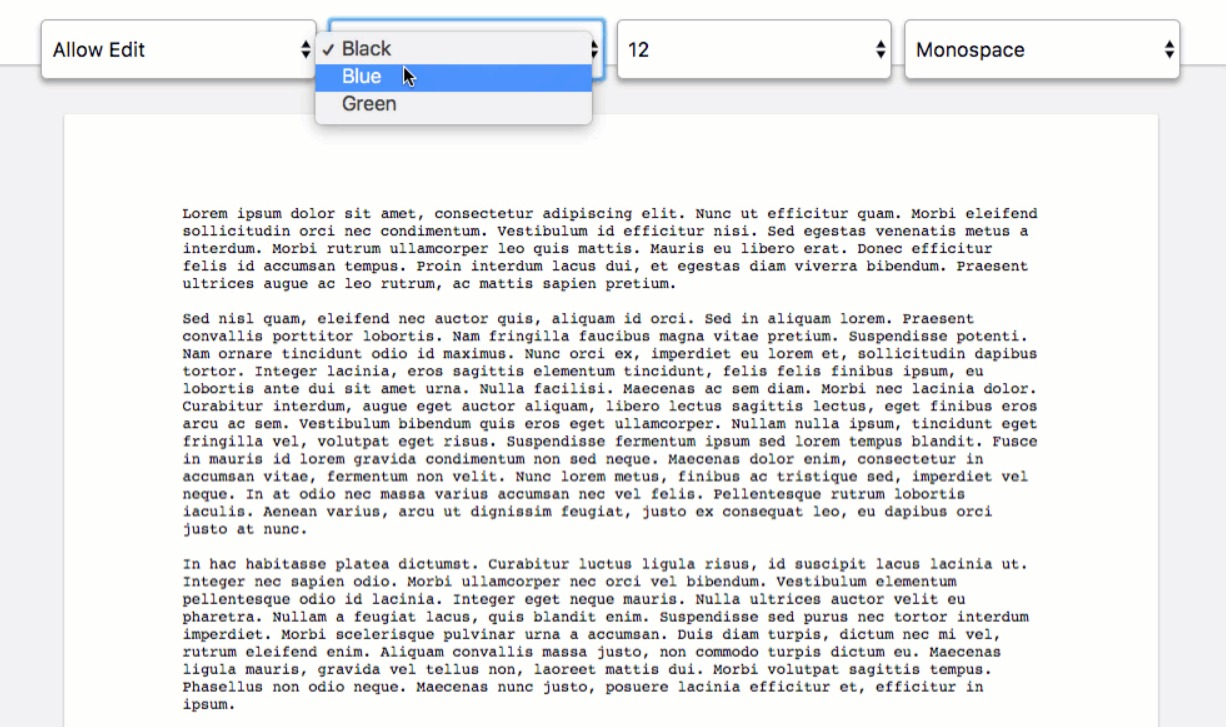 Allow Edit
✓ Black
12
Monospace
Blue
Green
Lorem ipsum dolor sit amet, consectetur adipiscing elit. Nunc ut efficitur quam. Morbi eleifend
sollicitudin orci nec condimentum. Vestibulum id efficitur nisi. Sed egestas venenatis metus a
interdum. Morbi rutrum ullamcorper leo quis mattis. Mauris eu libero erat. Donec efficitur
felis id accumsan tempus. Proin interdum lacus dui, et egestas diam viverra bibendum. Praesent
ultrices augue ac leo rutrum, ac mattis sapien pretium.
Sed nisl quam, eleifend nec auctor quis, aliquam id orci. Sed in aliquam lorem. Praesent
convallis porttitor lobortis. Nam fringilla faucibus magna vitae pretium. Suspendisse potenti.
Nam ornare tincidunt odio id maximus. Nunc orci ex, imperdiet eu lorem et, sollicitudin dapibus
tortor. Integer lacinia, eros sagittis elementum tincidunt, felis felis finibus ipsum, eu
lobortis ante dui sit amet urna. Nulla facilisi. Maecenas ac sem diam. Morbi nec lacinia dolor.
Curabitur interdum, augue eget auctor aliquam, libero lectus sagittis lectus, eget finibus eros
arcu ac sem. Vestibulum bibendum quis eros eget ullamcorper. Nullam nulla ipsum, tincidunt eget
fringilla vel, volutpat eget risus. Suspendisse fermentum ipsum sed lorem tempus blandit. Fusce
in mauris id lorem gravida condimentum non sed neque. Maecenas dolor enim, consectetur in
accumsan vitae, fermentum non velit. Nunc lorem metus, finibus ac tristique sed, imperdiet vel
neque. In at odio nec massa varius accumsan nec vel felis. Pellentesque rutrum lobortis
iaculis. Aenean varius, arcu ut dignissim feugiat, justo ex consequat leo, eu dapibus orci
justo at nunc.
In hac habitasse platea dictumst. Curabitur luctus ligula risus, id suscipit lacus lacinia ut.
Integer nec sapien odio. Morbi ullamcorper nec orci vel bibendum. Vestibulum elementum
pellentesque odio id lacinia. Integer eget neque mauris. Nulla ultrices auctor velit eu
pharetra. Nullam a feugiat lacus, quis blandit enim. Suspendisse sed purus nec tortor interdum
imperdiet. Morbi scelerisque pulvinar urna a accumsan. Duis diam turpis, dictum nec mi vel,
rutrum eleifend enim. Aliquam convallis massa justo, non commodo turpis dictum eu. Maecenas
ligula mauris, gravida vel tellus non, laoreet mattis dui. Morbi volutpat sagittis tempus.
Phasellus non odio neque. Maecenas nunc justo, posuere lacinia efficitur et, efficitur in
ipsum.